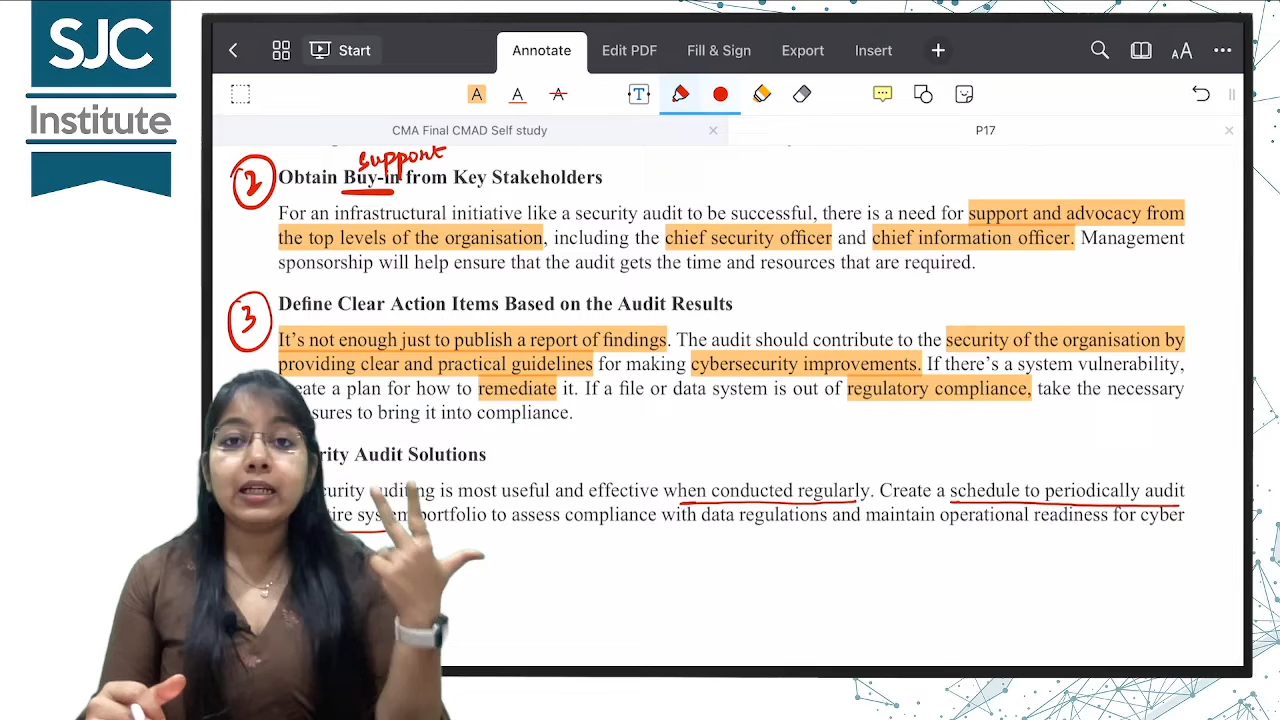 SJC
Institute
Start
Annotate
Edit PDF
Fill & Sign
Export
Insert
CMA Final CMAD Self study
P17
support
2 Obtain Buy-in from Key Stakeholders
For an infrastructural initiative like a security audit to be successful, there is a need for support and advocacy from
the top levels of the organisation, including the chief security officer and chief information officer. Management
sponsorship will help ensure that the audit gets the time and resources that are required.
3 Define Clear Action Items Based on the Audit Results
It's not enough just to publish a report of findings. The audit should contribute to the security of the organisation by
providing clear and practical guidelines for making cybersecurity improvements. If there's a system vulnerability,
create a plan for how to remediate it. If a file or data system is out of regulatory compliance, take the necessary
measures to bring it into compliance.
Security Audit Solutions
security auditing is most useful and effective when conducted regularly. Create a schedule to periodically audit
entire system portfolio to assess compliance with data regulations and maintain operational readiness for cyber